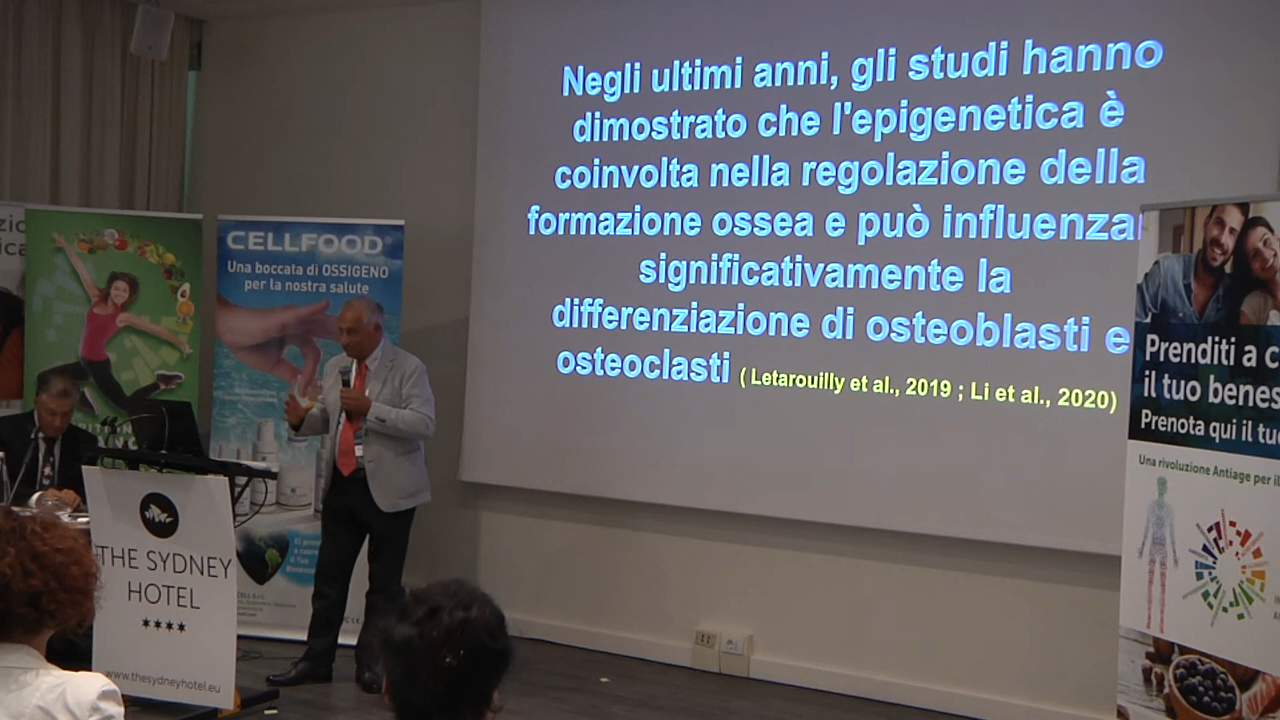 Negli ultimi anni, gli studi hanno
dimostrato che l'epigenetica è
coinvolta nella regolazione della
formazione ossea e può influenza
significativamente la
differenziazione di osteoblasti e
osteoclasti ( Letarouilly et al., 2019 ; Li et al., 2020)
CELLFOOD®
Una boccata di OSSIGENO
per la nostra salute
THE SYDNEY
HOTEL
www.thesydneyhotel.eu
Prenditi a c
il tuo benes
Prenota qui il tu
Una rivoluzione Antiage per il